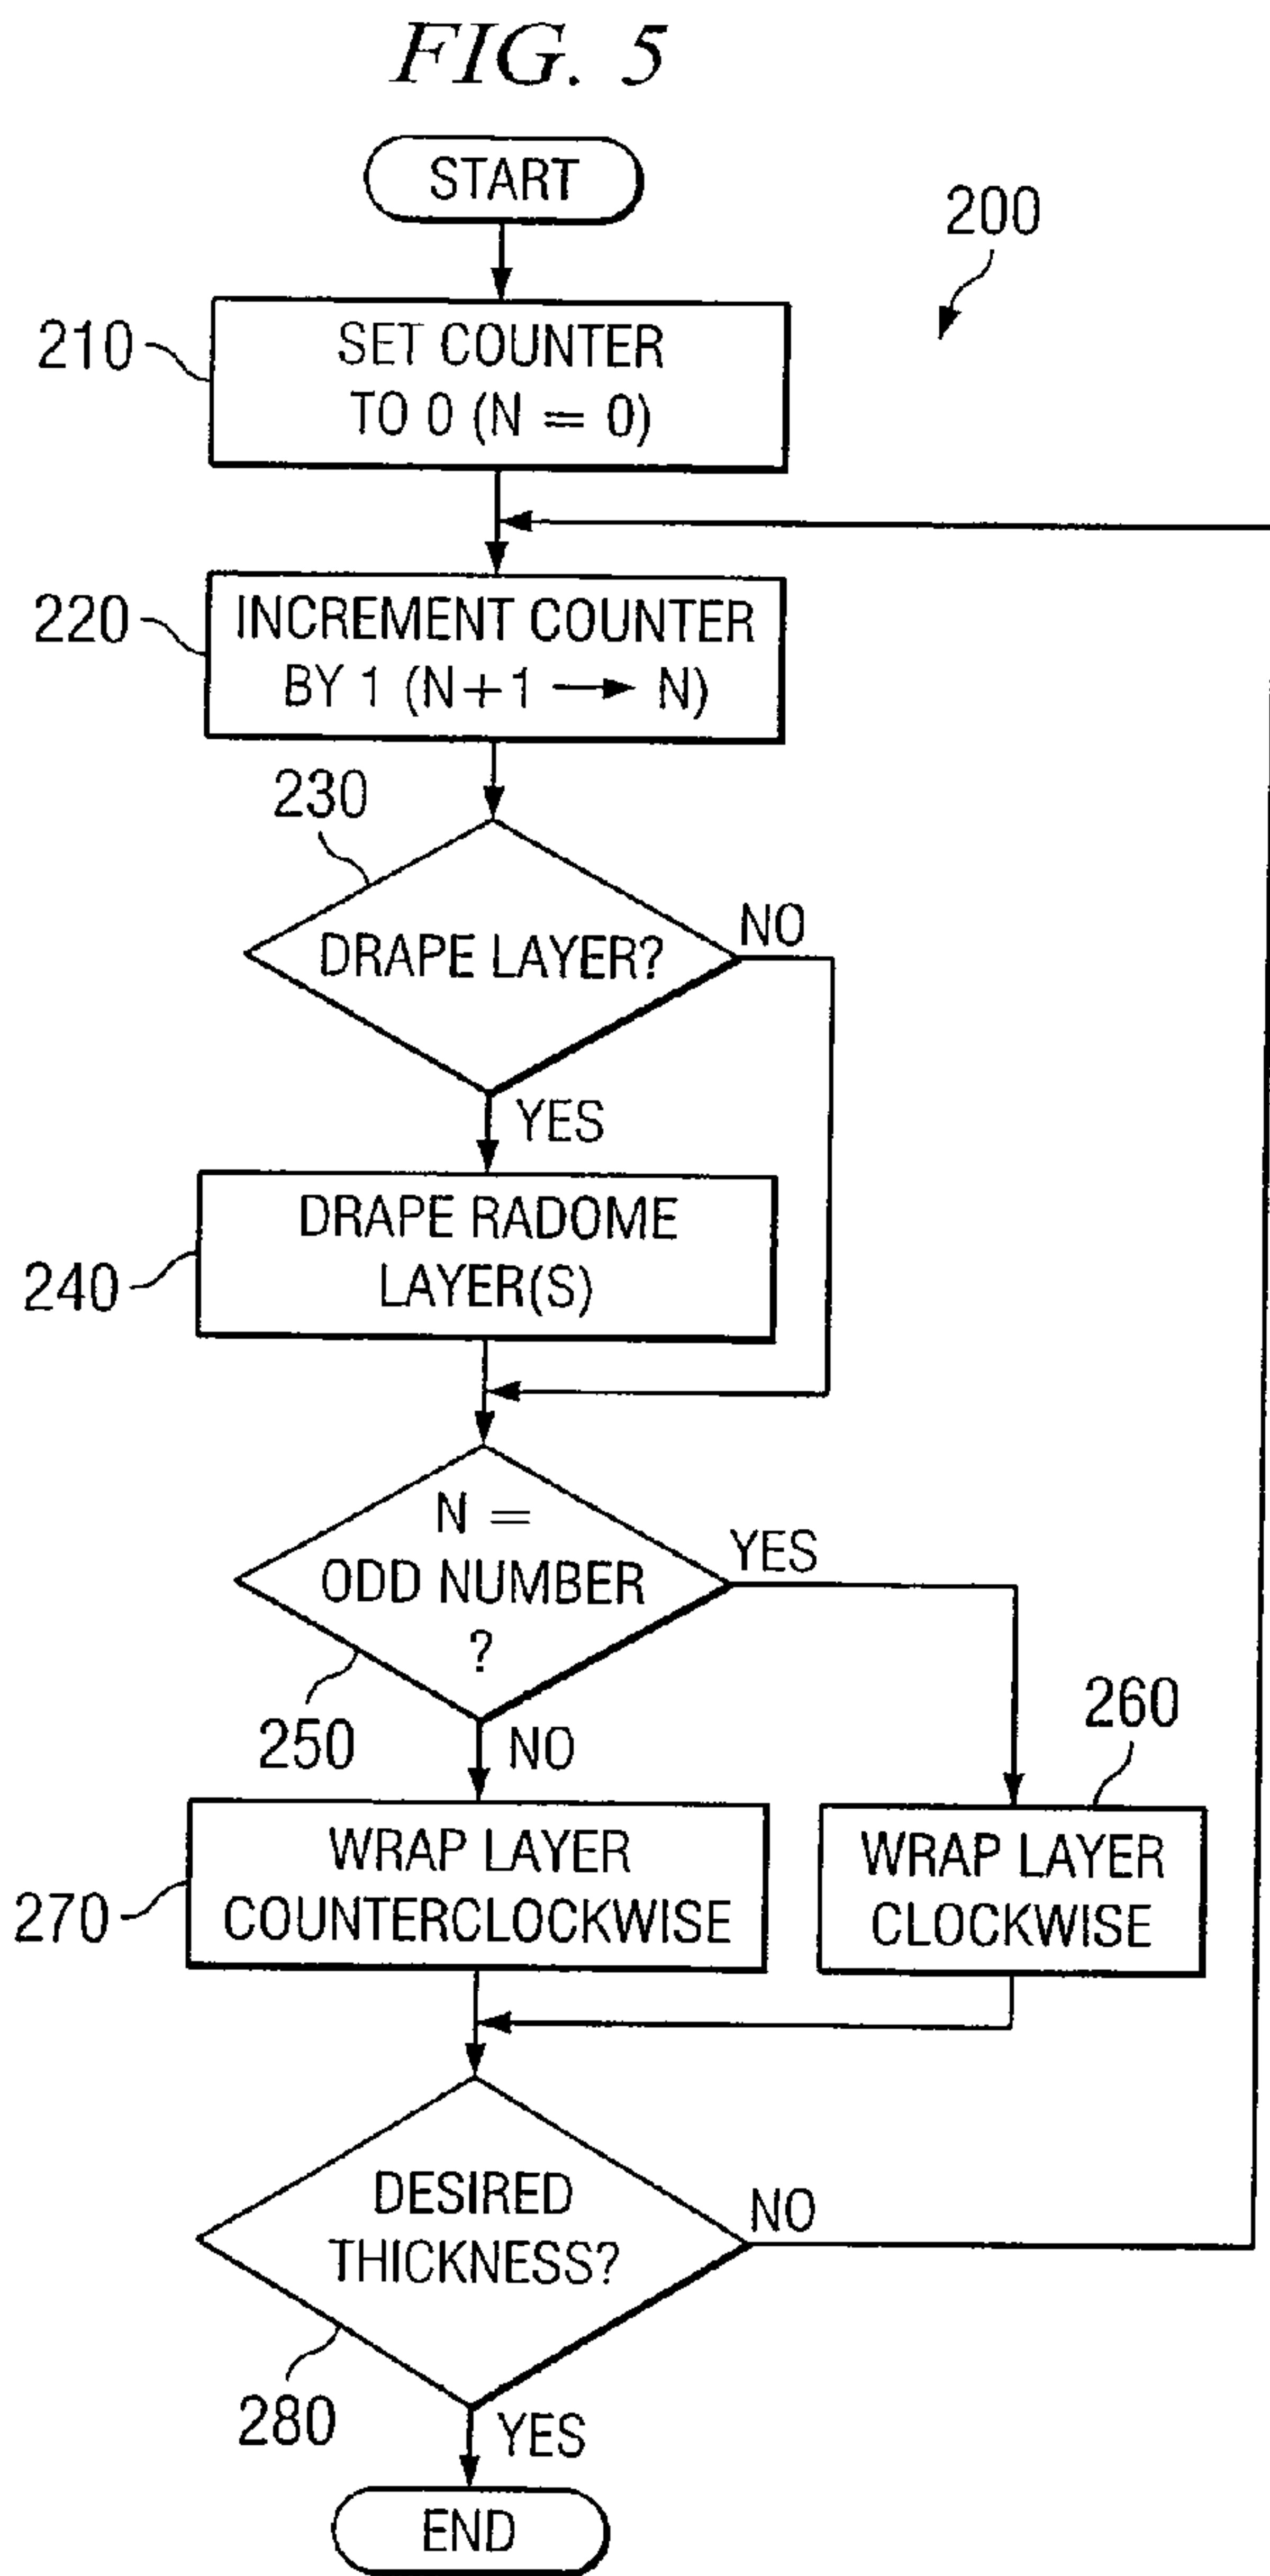 FIG. 5
START
200
210
SET COUNTER
TO 0 (N = 0)
220
INCREMENT COUNTER
BY 1 (N+1 → N)
230
DRAPE LAYER?
NO
YES
240
DRAPE RADOME
LAYER(S)
N =
ODD NUMBER
?
YES
250
NO
260
270
WRAP LAYER
COUNTERCLOCKWISE
WRAP LAYER
CLOCKWISE
DESIRED
THICKNESS?
NO
280
YES
END